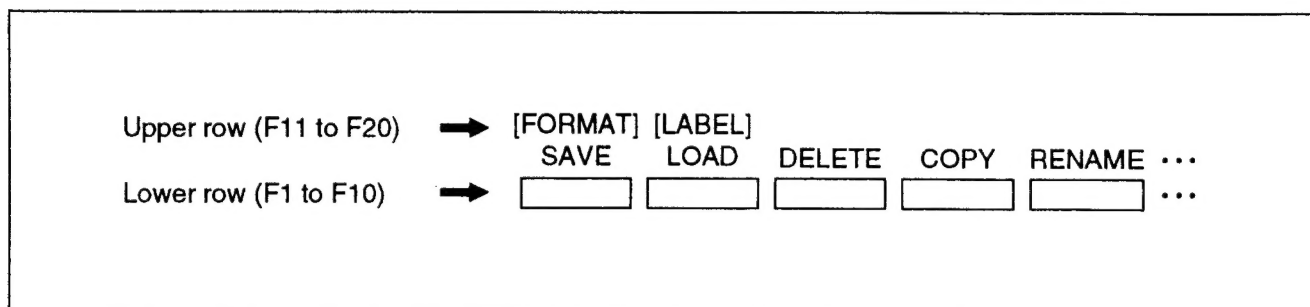 Upper row (F11 to F20) ➡ [FORMAT] [LABEL]
SAVE LOAD DELETE COPY RENAME ...
Lower row (F1 to F10) ➡ ...